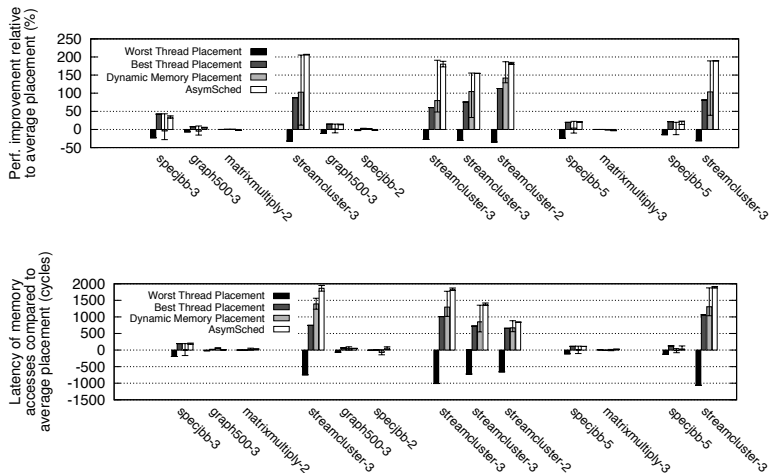 Perf. improvement relative
to average placement (%)
250
200
150
100
50
0
-50
Worst Thread Placement
Best Thread Placement
Dynamic Memory Placement
AsymSched
specjbb-3
graph500-3
matrixmultiply-2
streamcluster-3
graph500-3
specjbb-2
streamcluster-3
streamcluster-3
streamcluster-2
specjbb-5
matrixmultiply-3
specjbb-5
streamcluster-3
Latency of memory
accesses compared to
average placement (cycles)
2000
1500
1000
500
0
-500
-1000
-1500
Worst Thread Placement
Best Thread Placement
Dynamic Memory Placement
AsymSched
specjbb-3
graph500-3
matrixmultiply-2
streamcluster-3
graph500-3
specjbb-2
streamcluster-3
streamcluster-3
streamcluster-2
specjbb-5
matrixmultiply-3
specjbb-5
streamcluster-3